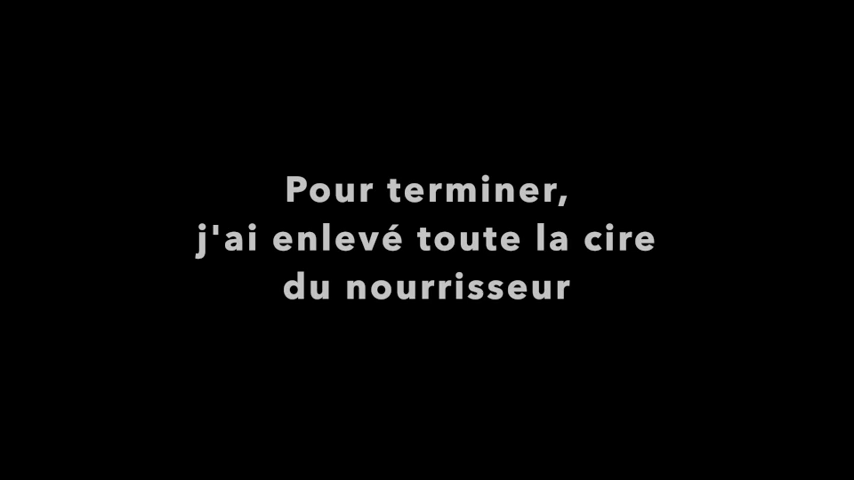 Pour terminer,
j'ai enlevé toute la cire
du nourrisseur